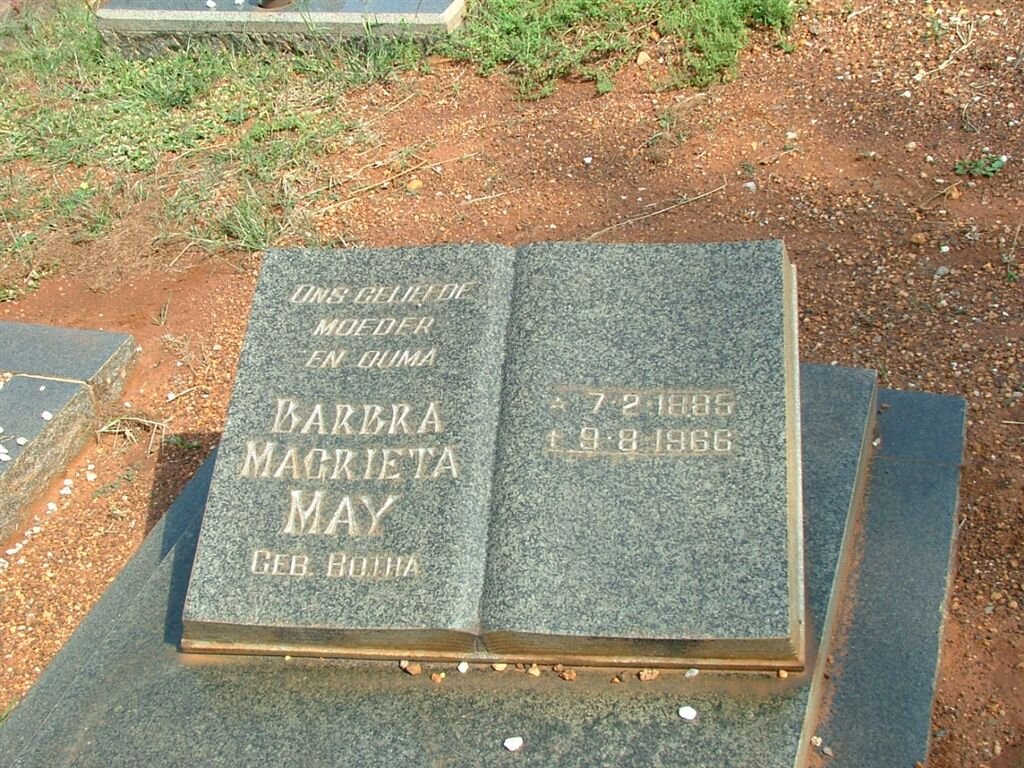 ONS GELIEFDE
MOEDER
EN OUMA
BARBRA
MAGRIETA
MAY
GEB. BOTHA
* 7·2·1885
† 9·8·1966